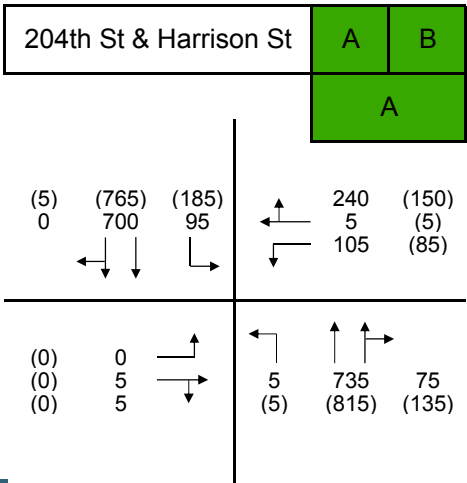 204th St & Harrison St A B
A
(5) (765) (185)
0 700 95
240 (150)
5 (5)
105 (85)
(0) 0
(0) 5
(0) 5
5 735 75
(5) (815) (135)